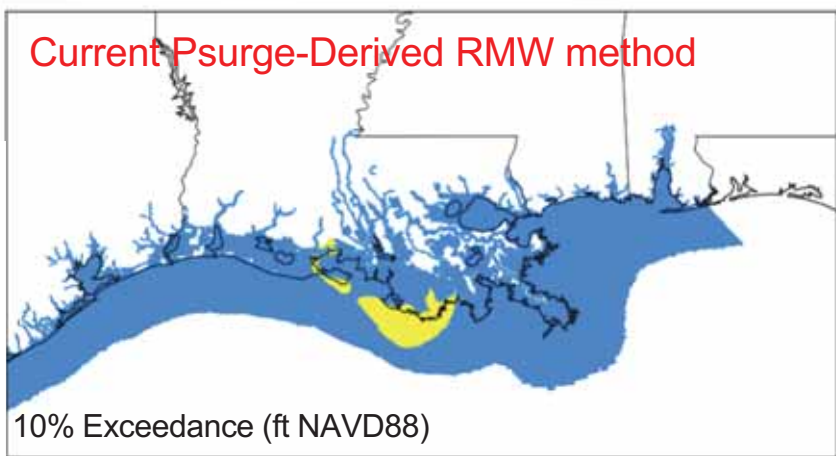 Current Psurge-Derived RMW method
10% Exceedance (ft NAVD88)